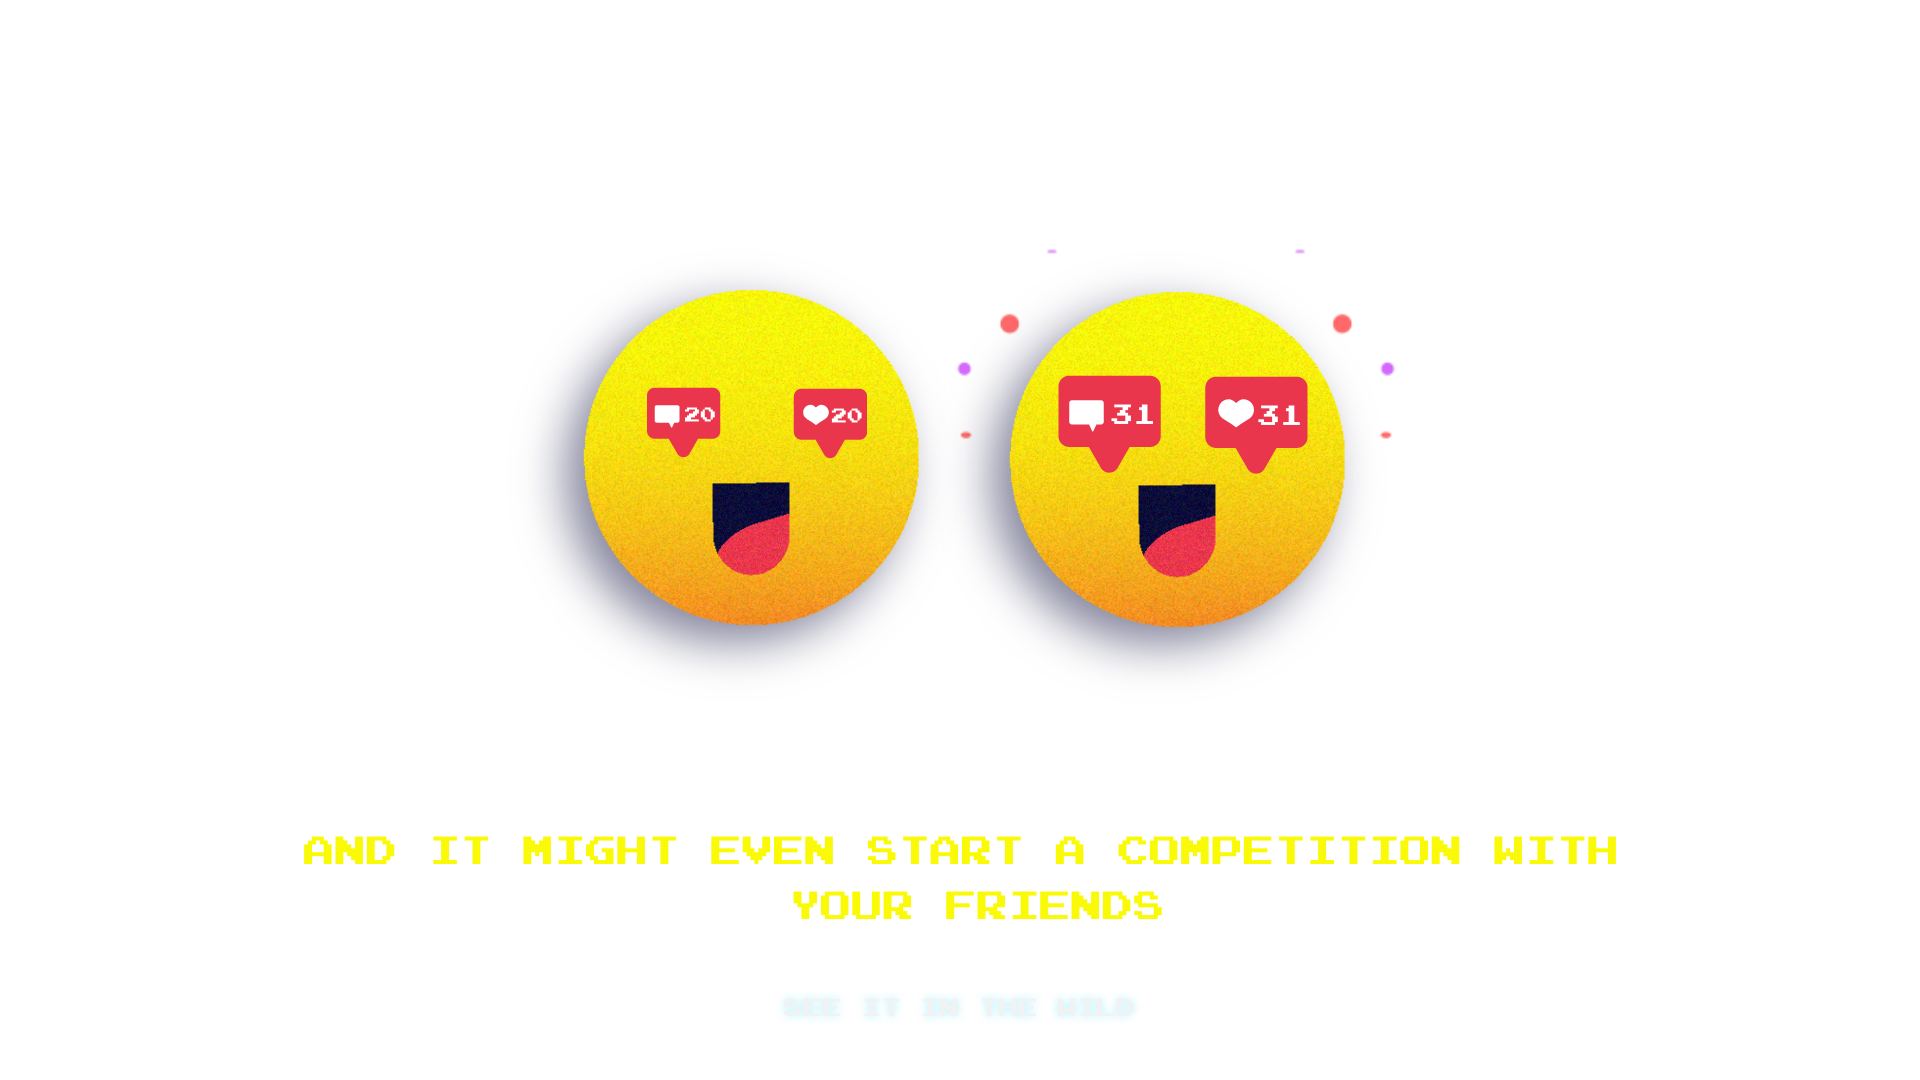 20 20
31 31
AND IT MIGHT EVEN START A COMPETITION WITH
YOUR FRIENDS
SEE IT IN THE WILD